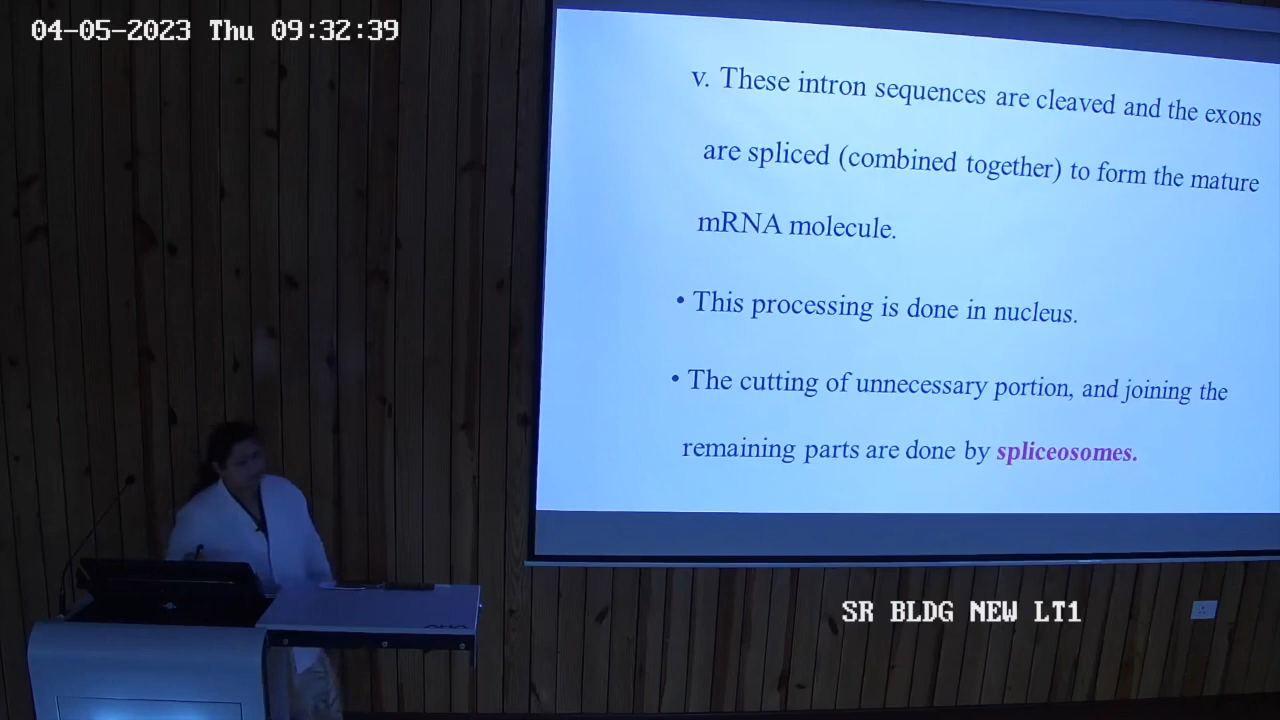 04-05-2023 Thu 09:32:39
v. These intron sequences are cleaved and the exons
are spliced (combined together) to form the mature
mRNA molecule.
• This processing is done in nucleus.
• The cutting of unnecessary portion, and joining the
remaining parts are done by spliceosomes.
SR BLDG NEW LT1